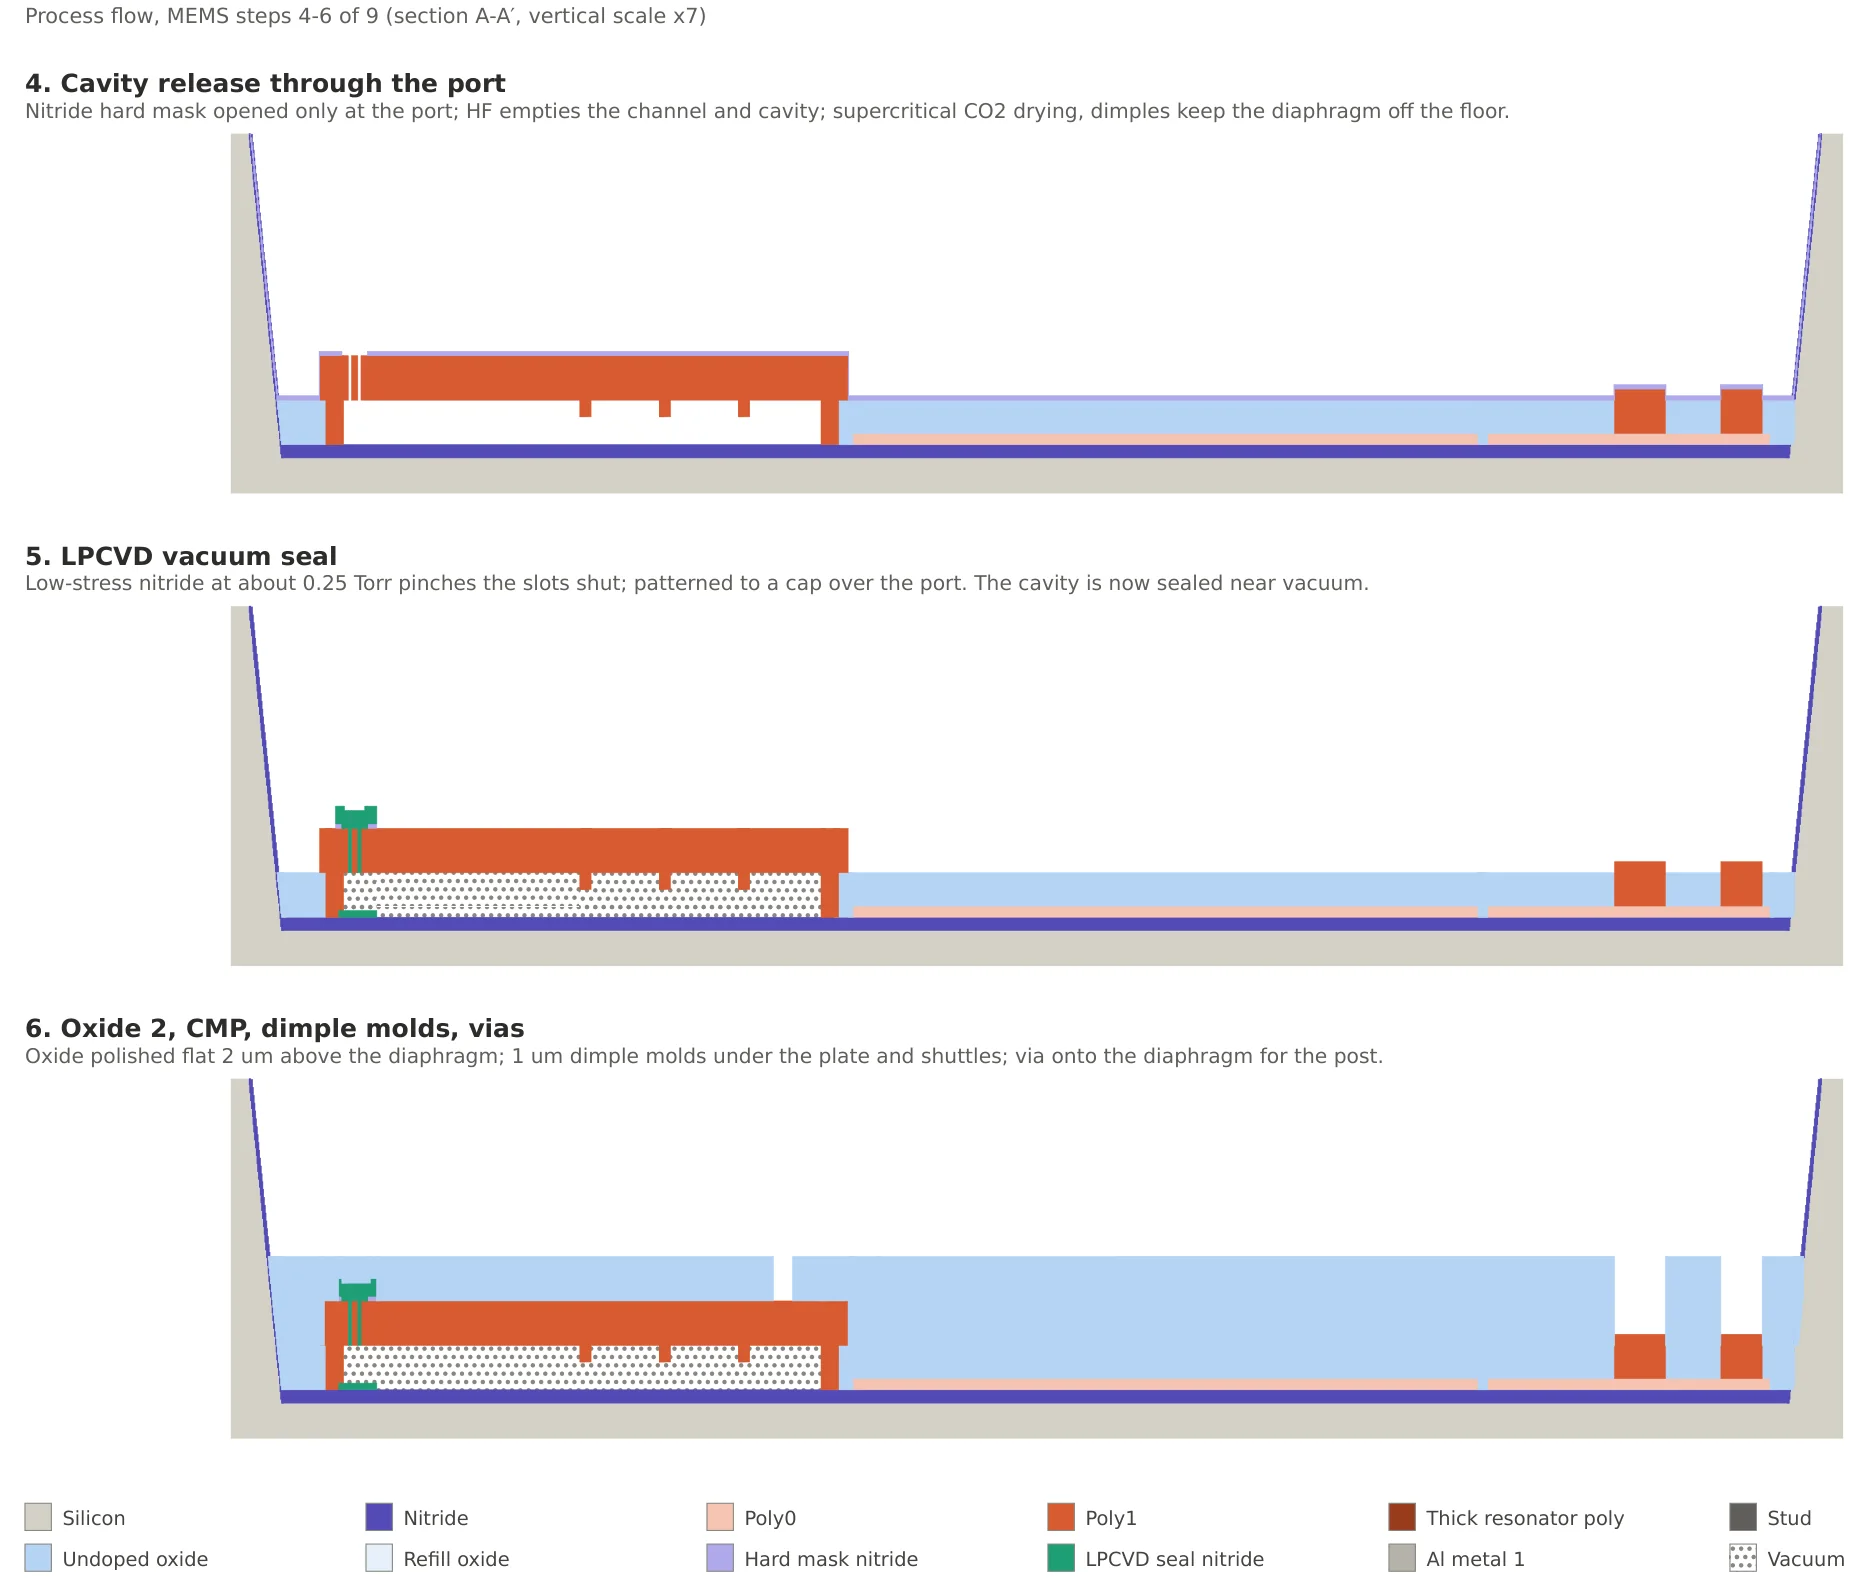 Process flow, MEMS steps 4-6 of 9 (section A-A′, vertical scale x7)
4. Cavity release through the port
Nitride hard mask opened only at the port; HF empties the channel and cavity; supercritical CO2 drying, dimples keep the diaphragm off the floor.
5. LPCVD vacuum seal
Low-stress nitride at about 0.25 Torr pinches the slots shut; patterned to a cap over the port. The cavity is now sealed near vacuum.
6. Oxide 2, CMP, dimple molds, vias
Oxide polished flat 2 um above the diaphragm; 1 um dimple molds under the plate and shuttles; via onto the diaphragm for the post.
Silicon Nitride Poly0 Poly1 Thick resonator poly Stud
Undoped oxide Refill oxide Hard mask nitride LPCVD seal nitride Al metal 1 Vacuum